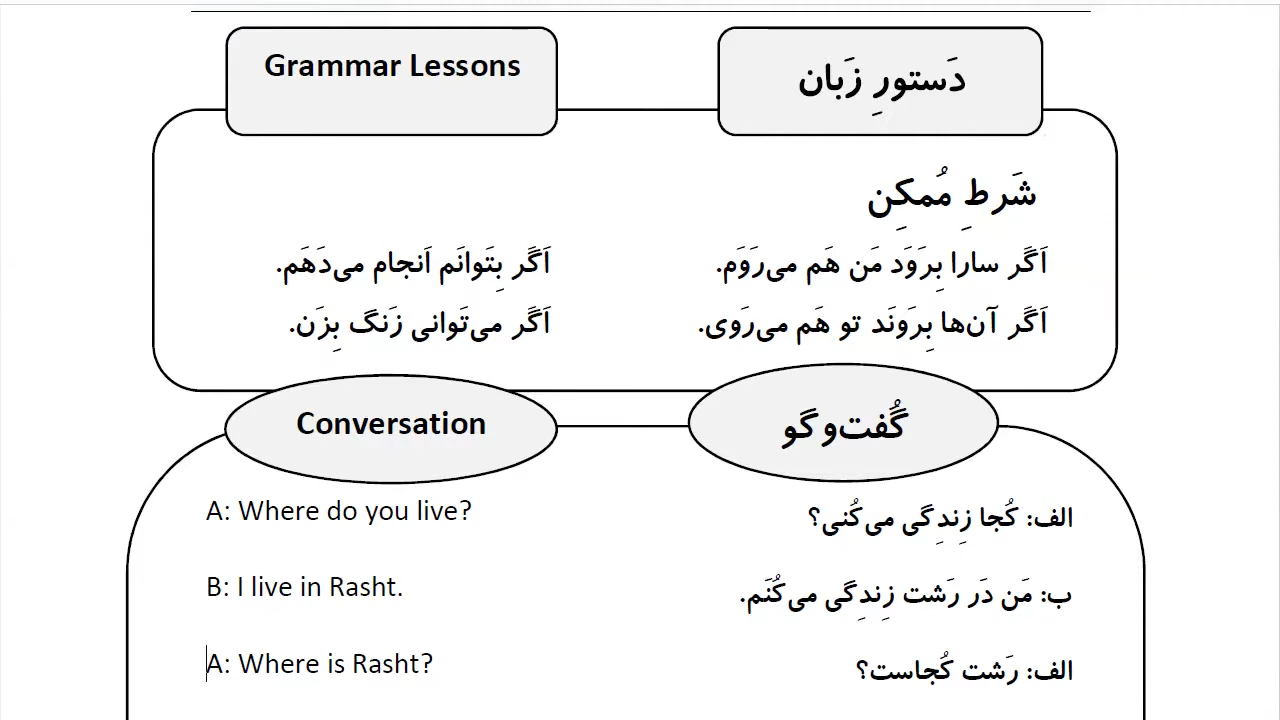 Grammar Lessons
دَستورِ زَبان
شَرطِ مُمکِن
اَگَر سارا بِرَوَد مَن هَم می‌رَوَم.
اَگَر بِتَوانَم اَنجام می‌دَهَم.
اَگَر آن‌ها بِرَوَند تو هَم می‌رَوی.
اَگَر می‌تَوانی زَنگ بِزَن.
Conversation
گُفت‌و‌گو
A: Where do you live?
الف: کُجا زِندِگی می‌کُنی؟
B: I live in Rasht.
ب: مَن دَر رَشت زِندِگی می‌کُنَم.
A: Where is Rasht?
الف: رَشت کُجاست؟